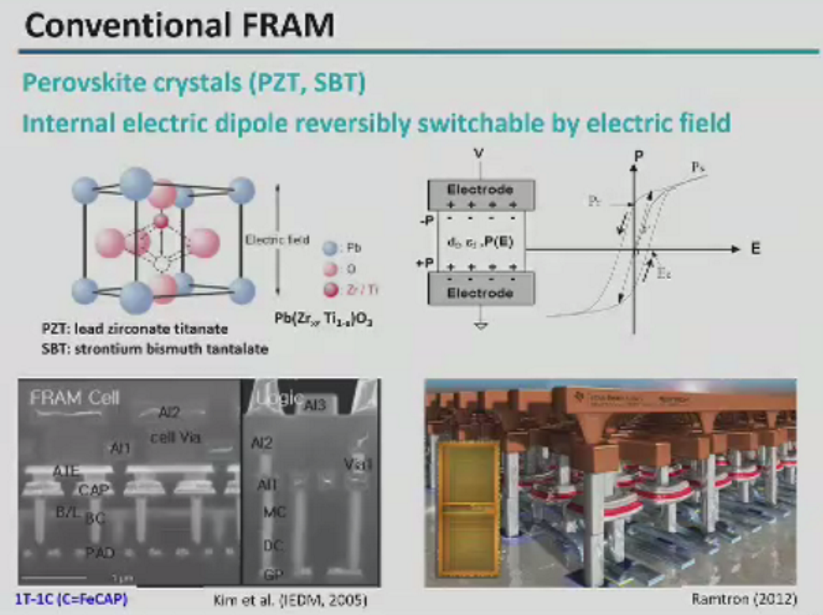 Conventional FRAM
Perovskite crystals (PZT, SBT)
Internal electric dipole reversibly switchable by electric field
Electric field
: Pb
: O
: Zr / Ti
Pb(Zrₓ, Ti₁₋ₓ)O₃
PZT: lead zirconate titanate
SBT: strontium bismuth tantalate
V
Electrode
+ + + +
-P
- - - -
+P
+ + + +
- - - -
Electrode
P
Ps
Pr
E
Ec
FRAM Cell
Al2
cell Via
Al1
CAP
B/L
BC
PAD
1 µm
Logic
Al3
Al2
Via1
Al1
MC
DC
GP
1T-1C (C=FeCAP)
Kim et al. (IEDM, 2005)
Ramtron (2012)